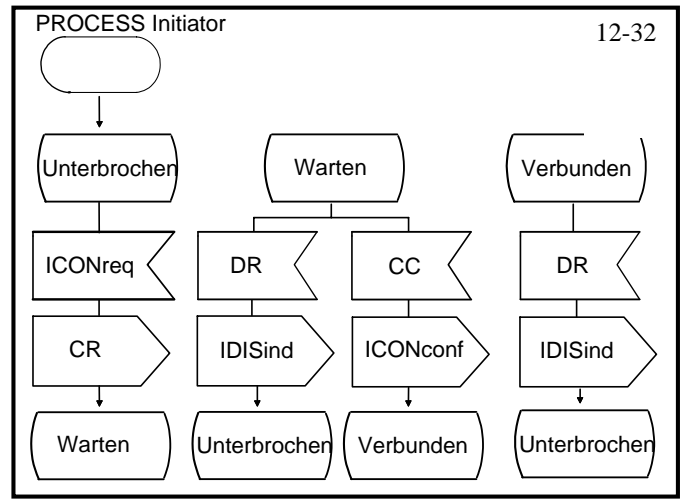 PROCESS Initiator
12-32
Unterbrochen
Warten
Verbunden
ICONreq
DR
CC
DR
CR
IDISind
ICONconf
IDISind
Warten
Unterbrochen
Verbunden
Unterbrochen